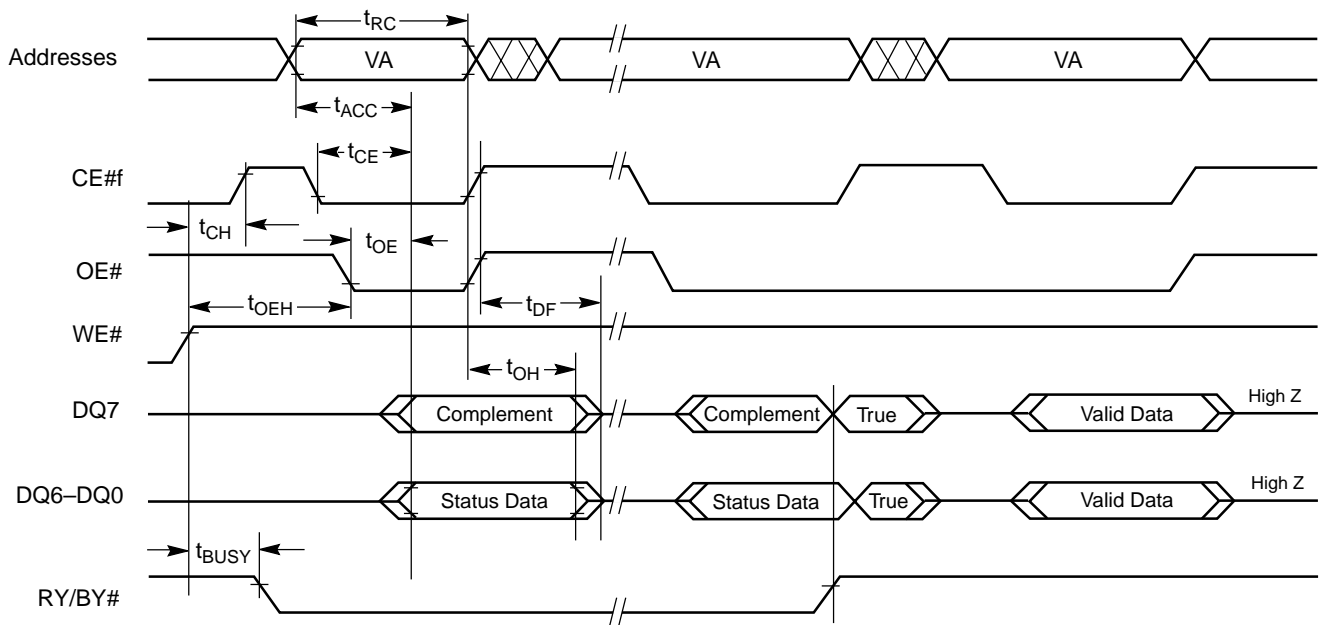 tRC
Addresses VA VA VA
tACC
tCE
CE#f
tCH tOE
OE#
tOEH tDF
WE#
tOH
DQ7 Complement Complement True Valid Data High Z
DQ6–DQ0 Status Data Status Data True Valid Data High Z
tBUSY
RY/BY#